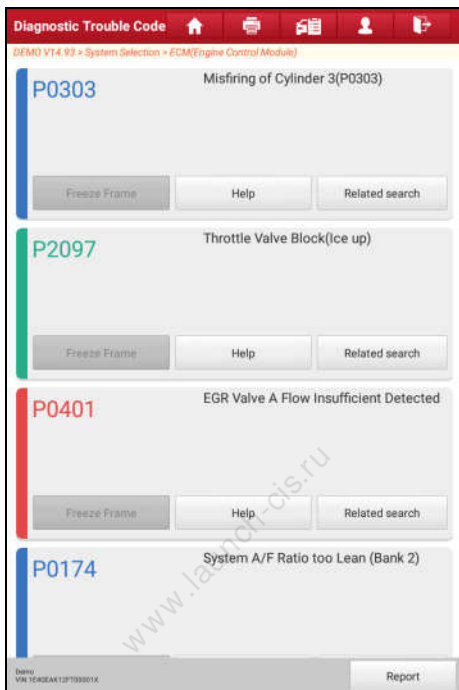 Diagnostic Trouble Code
DEMO V14.93 > System Selection > ECM(Engine Control Module)
P0303
Misfiring of Cylinder 3(P0303)
Freeze Frame Help Related search
P2097
Throttle Valve Block(Ice up)
Freeze Frame Help Related search
P0401
EGR Valve A Flow Insufficient Detected
Freeze Frame Help Related search
P0174
System A/F Ratio too Lean (Bank 2)
www.launch-cis.ru
Demo
VIN
Report